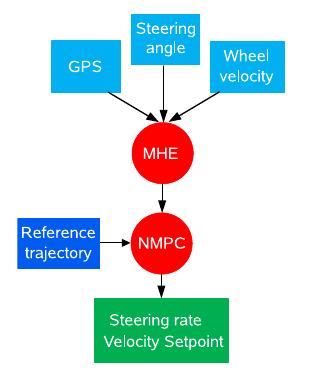 Steering
angle
GPS
Wheel
velocity
MHE
Reference
trajectory
NMPC
Steering rate
Velocity Setpoint